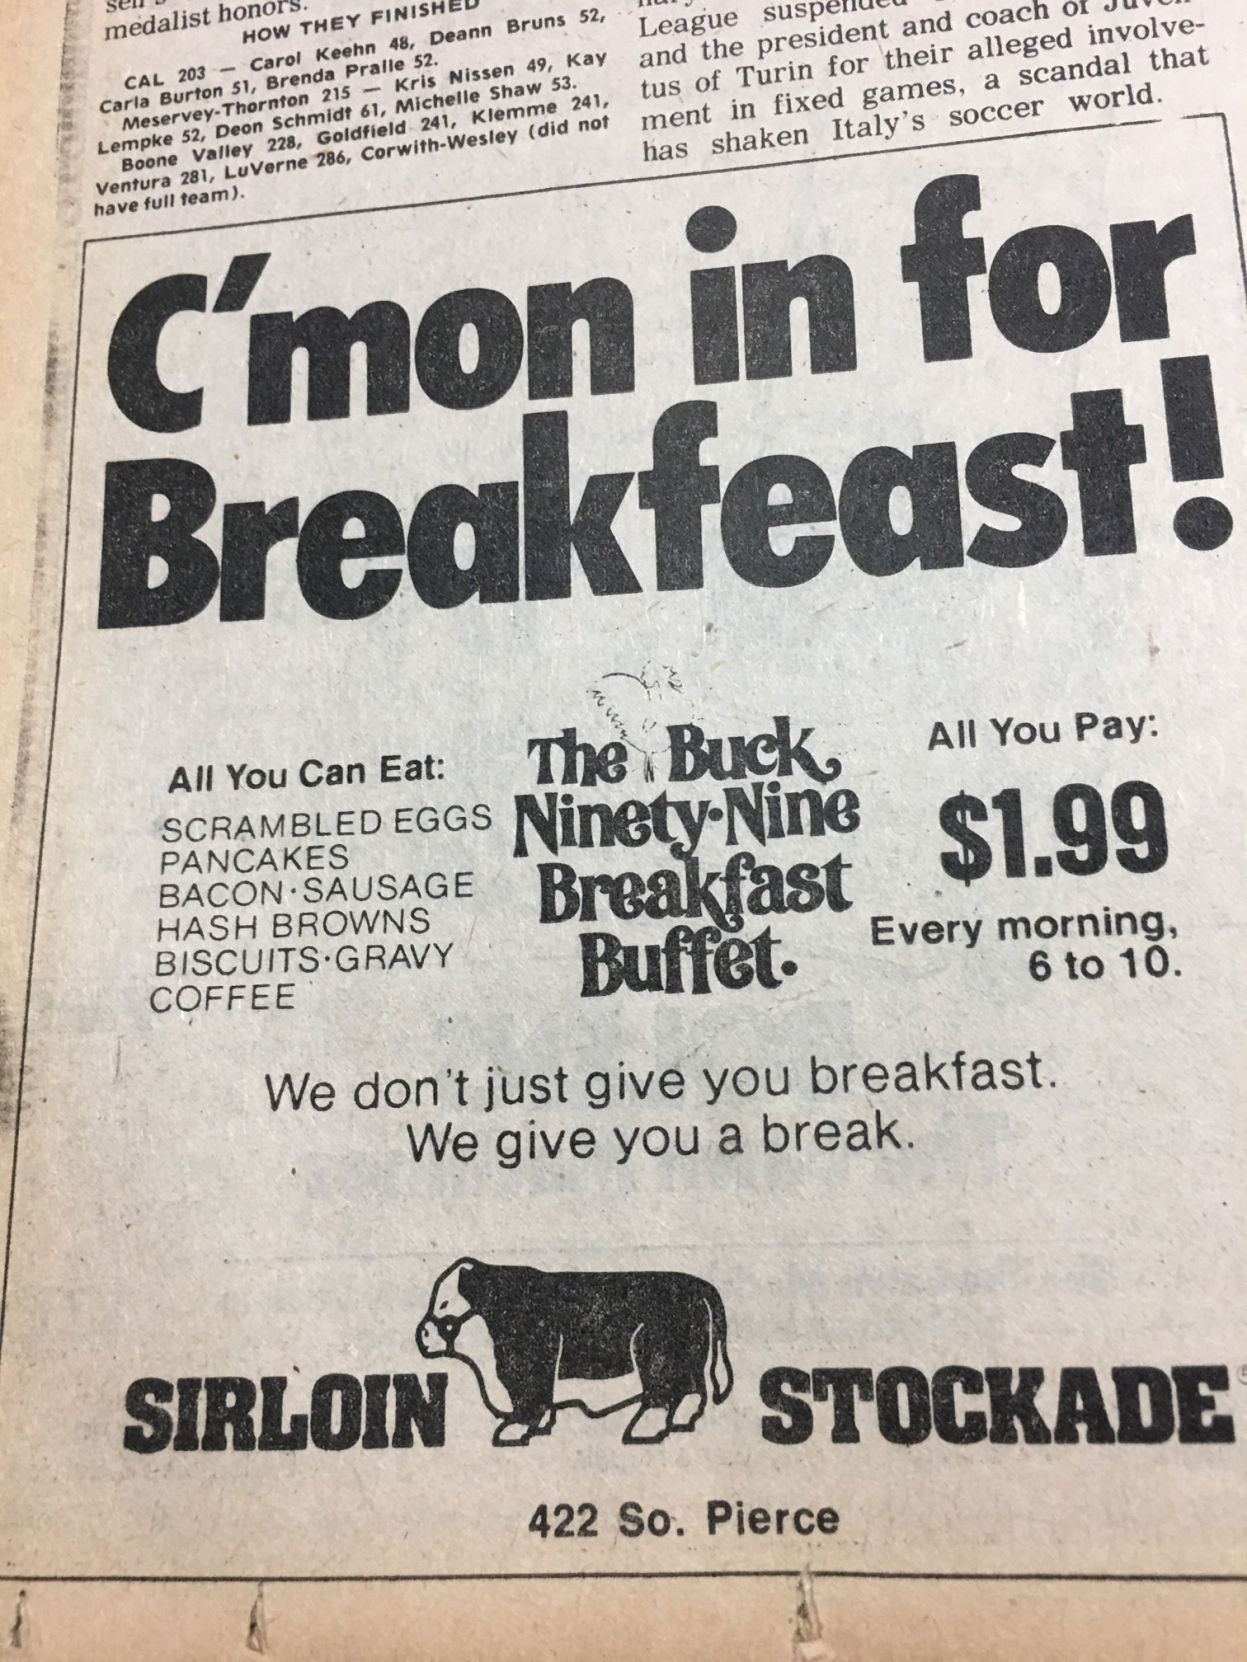 medalist honors.
HOW THEY FINISHED
CAL 203 — Carol Keehn 48, Deann Bruns 52,
Carla Burton 51, Brenda Pralle 52.
Meservey-Thornton 215 — Kris Nissen 49, Kay
Lempke 52, Deon Schmidt 61, Michelle Shaw 53.
Boone Valley 228, Goldfield 241, Klemme 241,
Ventura 281, LuVerne 286, Corwith-Wesley (did not
have full team).
League suspended
and the president and coach of Juven-
tus of Turin for their alleged involve-
ment in fixed games, a scandal that
has shaken Italy's soccer world.
C'mon in for
Breakfeast!
All You Can Eat:
SCRAMBLED EGGS
PANCAKES
BACON·SAUSAGE
HASH BROWNS
BISCUITS·GRAVY
COFFEE
The Buck
Ninety-Nine
Breakfast
Buffet.
All You Pay:
$1.99
Every morning,
6 to 10.
We don't just give you breakfast.
We give you a break.
SIRLOIN STOCKADE
422 So. Pierce